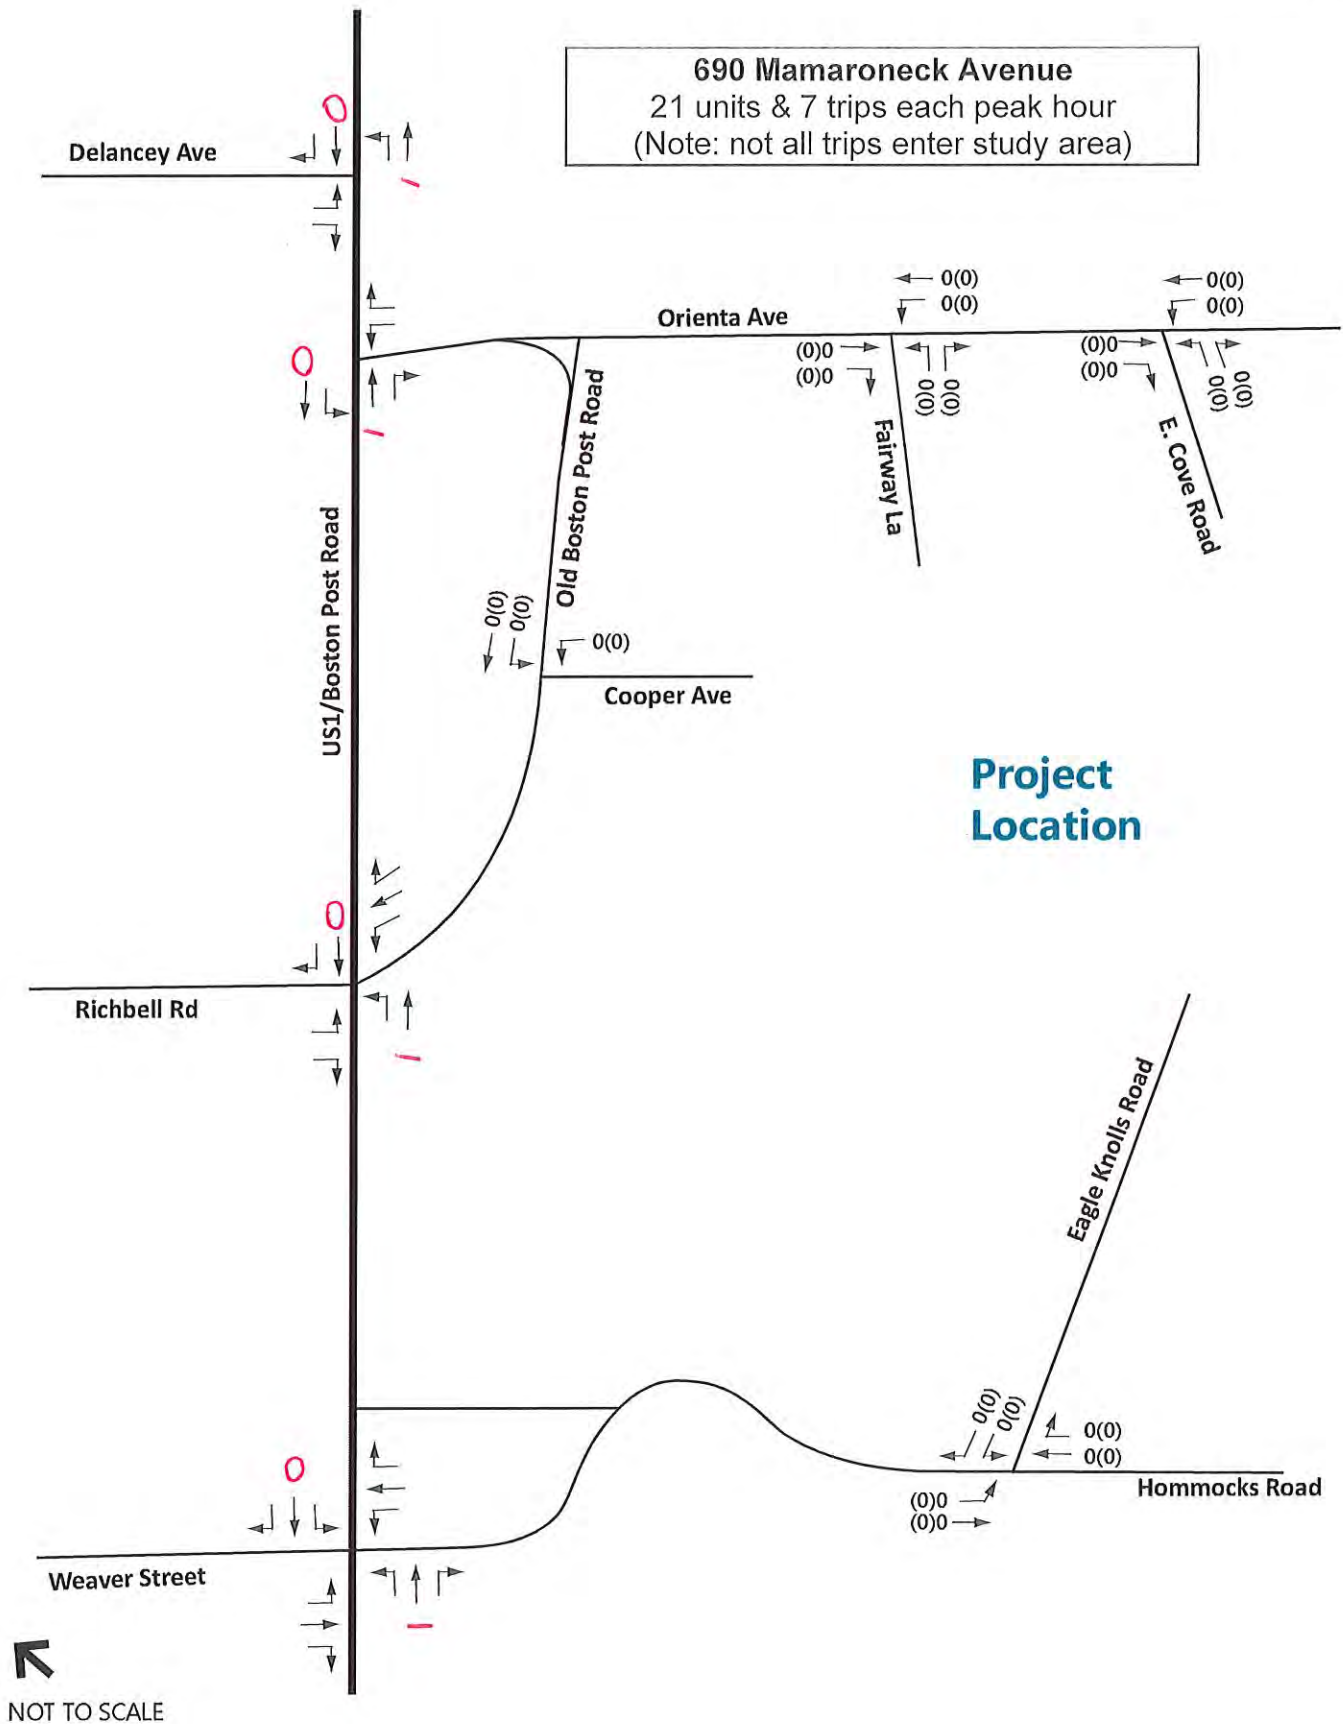 690 Mamaroneck Avenue
21 units & 7 trips each peak hour
(Note: not all trips enter study area)
0
Delancey Ave
1
0(0)
0(0)
0(0)
0(0)
Orienta Ave
(0)0
(0)0
0(0)
0(0)
(0)0
(0)0
0(0)
0(0)
0
1
Old Boston Post Road
Fairway La
E. Cove Road
US1/Boston Post Road
0(0)
0(0)
0(0)
Cooper Ave
Project
Location
0
Richbell Rd
1
Eagle Knolls Road
0(0)
0(0)
0(0)
0(0)
0
(0)0
(0)0
Hommocks Road
Weaver Street
1
NOT TO SCALE